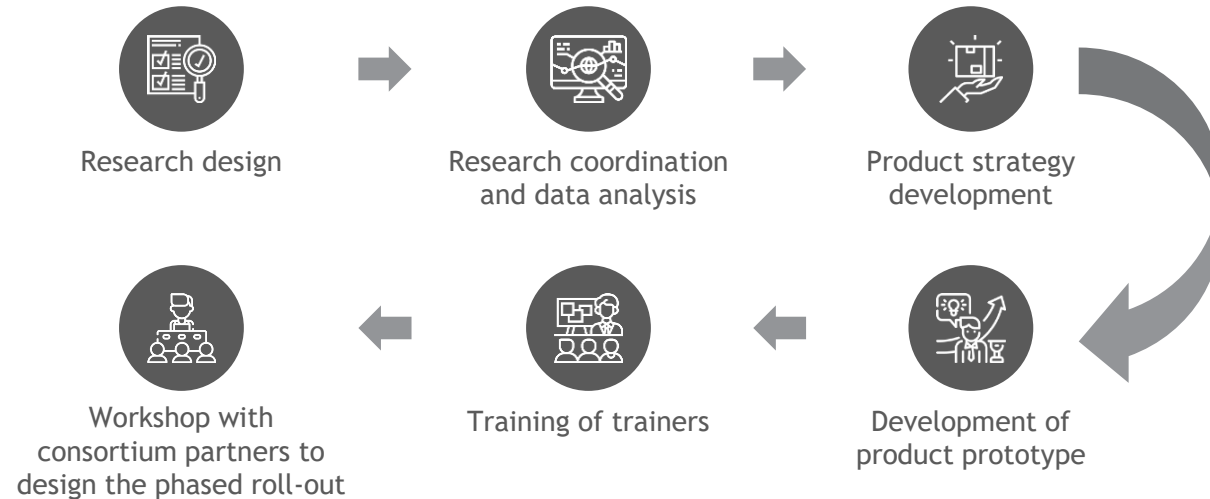 Research design
Research coordination
and data analysis
Product strategy
development
Development of
product prototype
Training of trainers
Workshop with
consortium partners to
design the phased roll-out